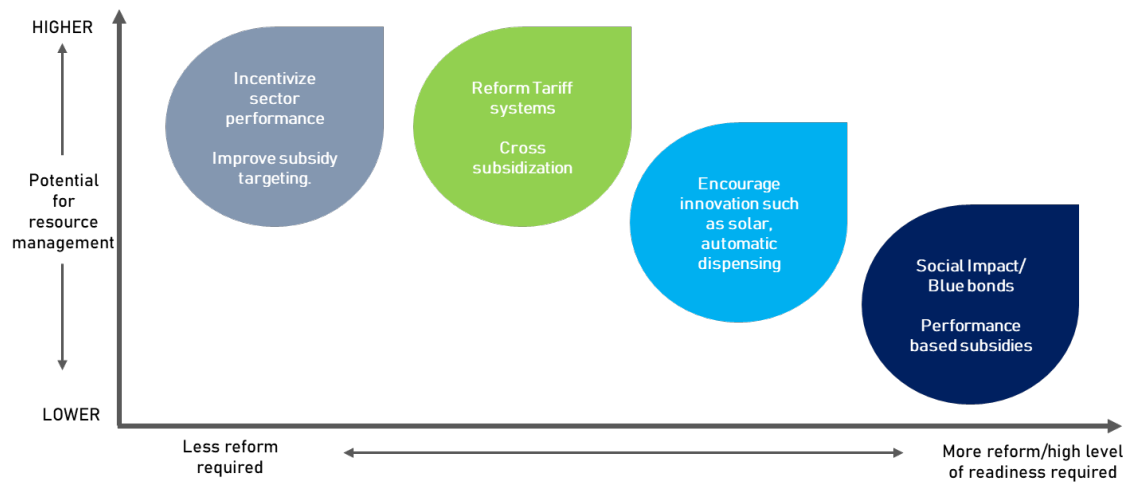 HIGHER
Potential
for
resource
management
LOWER
Incentivize
sector
performance
Improve subsidy
targeting.
Reform Tariff
systems
Cross
subsidization
Encourage
innovation such
as solar,
automatic
dispensing
Social Impact/
Blue bonds
Performance
based subsidies
Less reform
required
More reform/high level
of readiness required